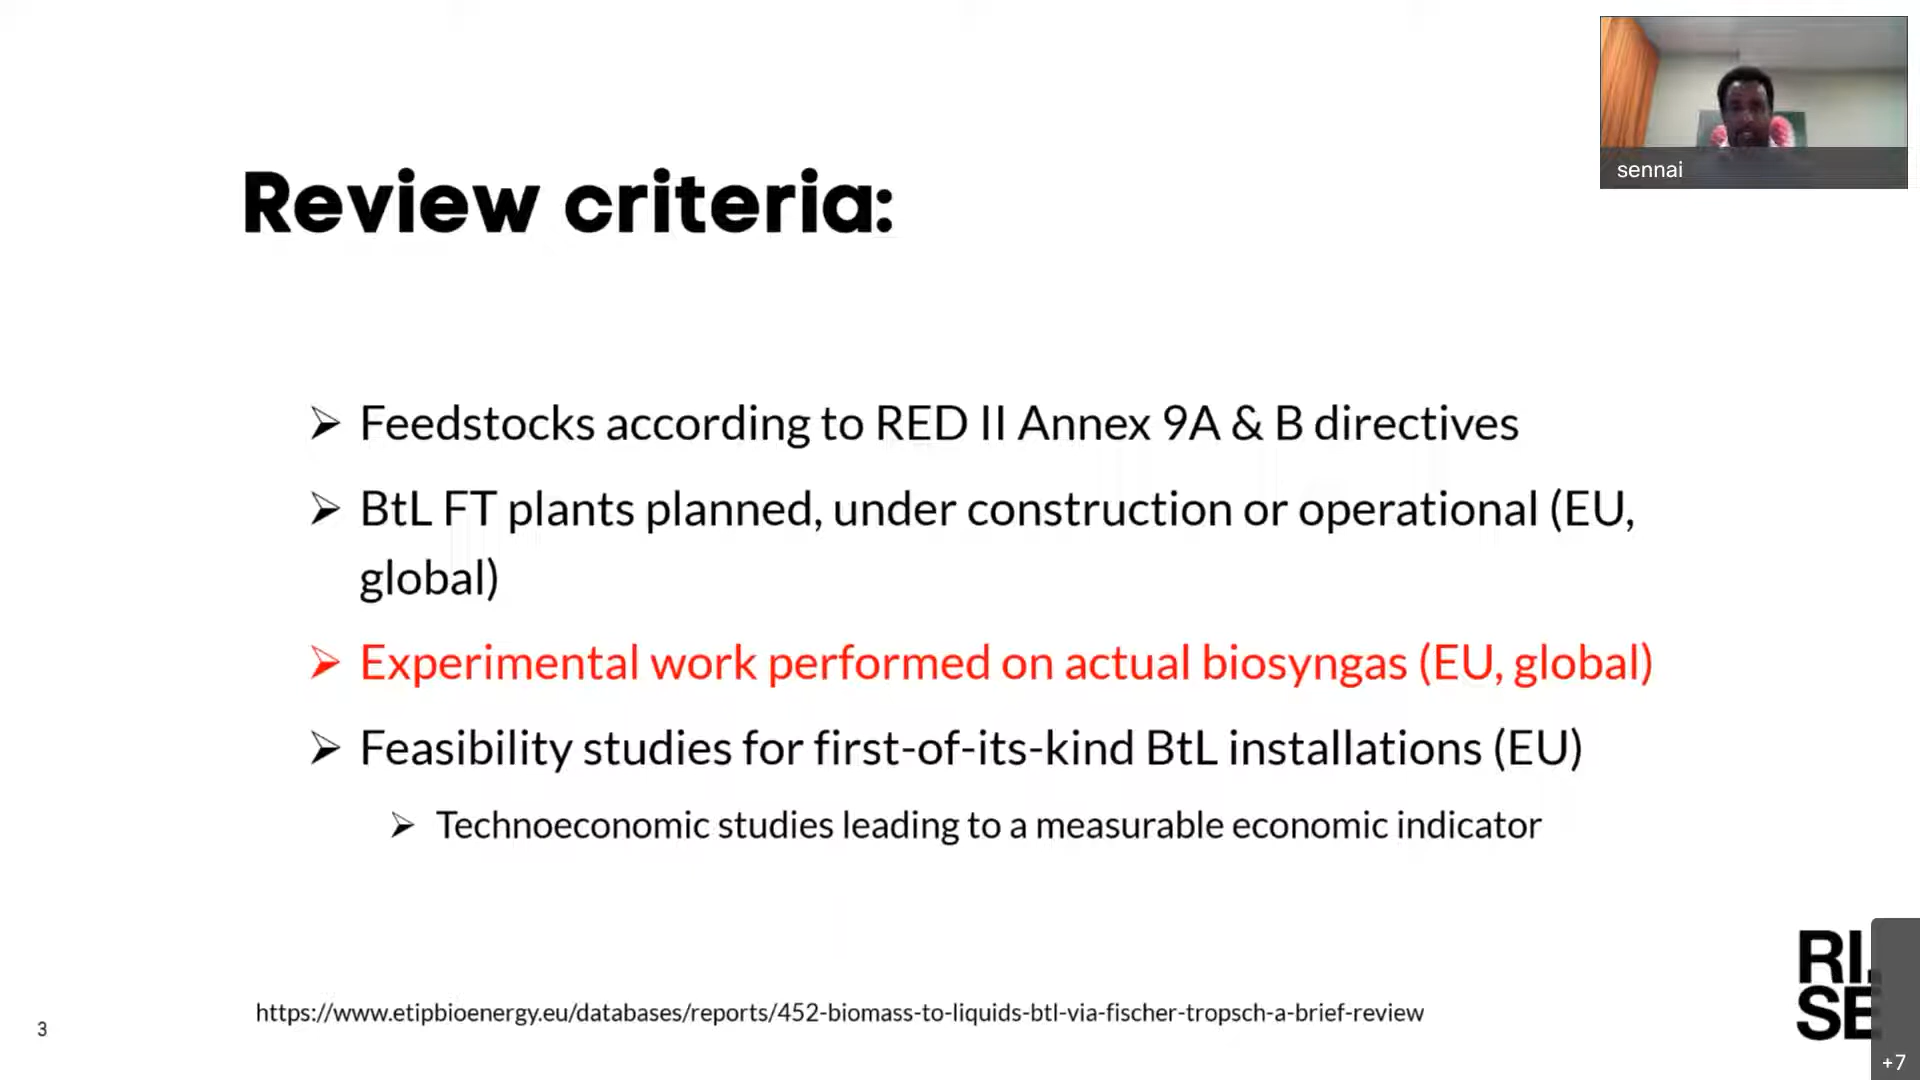 sennai
Review criteria:
➢ Feedstocks according to RED II Annex 9A & B directives
➢ BtL FT plants planned, under construction or operational (EU,
global)
➢ Experimental work performed on actual biosyngas (EU, global)
➢ Feasibility studies for first-of-its-kind BtL installations (EU)
➢ Technoeconomic studies leading to a measurable economic indicator
https://www.etipbioenergy.eu/databases/reports/452-biomass-to-liquids-btl-via-fischer-tropsch-a-brief-review
3
RI.
SE
+7